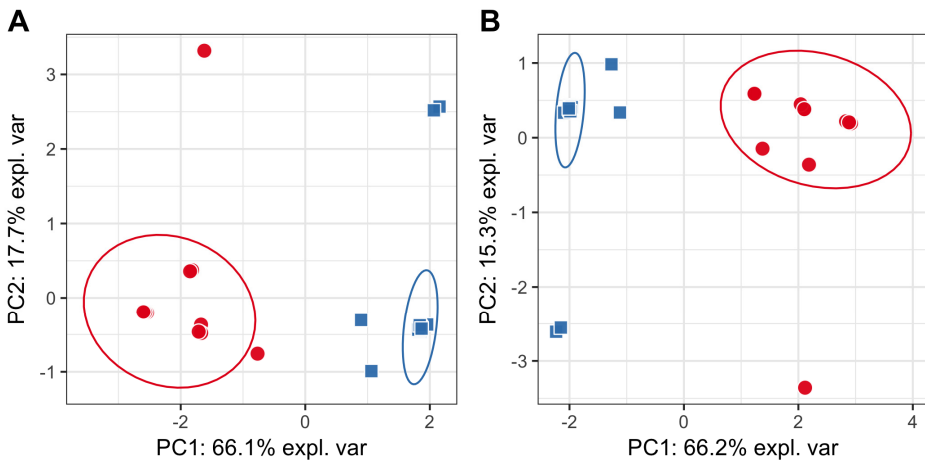 A
PC2: 17.7% expl. var
3
2
1
0
-1
-2
0
2
PC1: 66.1% expl. var
B
PC2: 15.3% expl. var
1
0
-1
-2
-3
-2
0
2
4
PC1: 66.2% expl. var